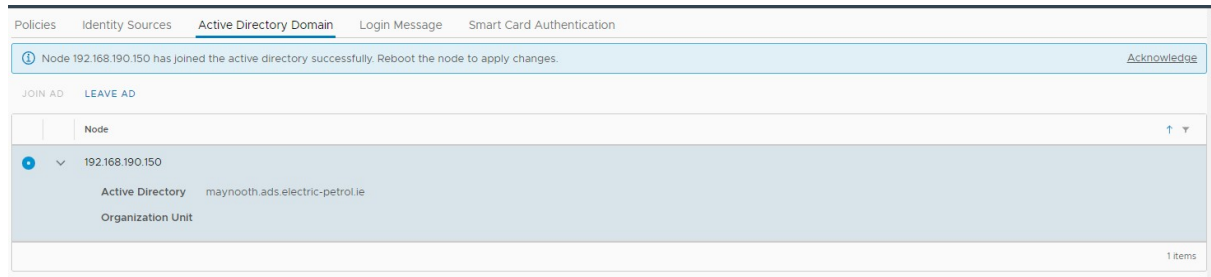 Policies Identity Sources Active Directory Domain Login Message Smart Card Authentication
Node 192.168.190.150 has joined the active directory successfully. Reboot the node to apply changes. Acknowledge
JOIN AD LEAVE AD
Node
192.168.190.150
Active Directory maynooth.ads.electric-petrol.ie
Organization Unit
1 items